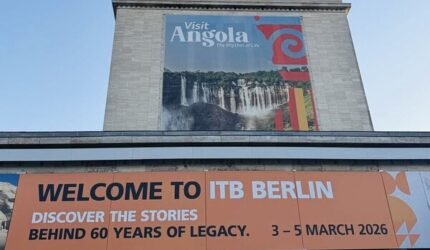 Visit
Angola
The Rhythm of Life
WELCOME TO ITB BERLIN
DISCOVER THE STORIES
BEHIND 60 YEARS OF LEGACY. 3 – 5 MARCH 2026